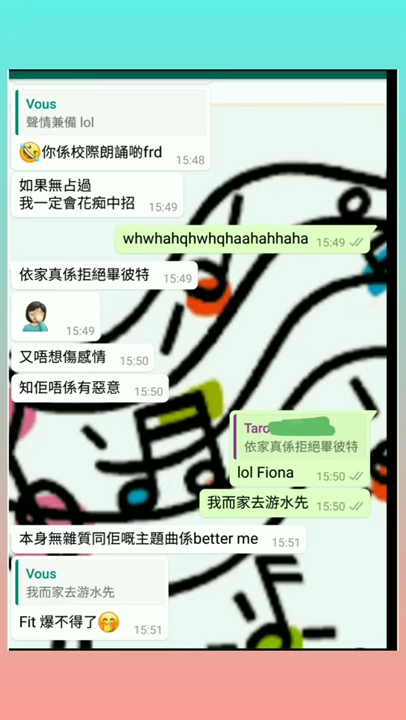 Vous
聲情兼備 lol
🤣你係校際朗誦啲frd
15:48
如果無占過
我一定會花痴中招
15:49
whwhahqhwhqhaahahhaha
15:49
依家真係拒絕畢彼特
15:49
15:49
又唔想傷感情
15:50
知佢唔係有惡意
15:50
Taro
依家真係拒絕畢彼特
lol Fiona
15:50
我而家去游水先
15:50
本身無雜質同佢嘅主題曲係better me
15:51
Vous
我而家去游水先
Fit 爆不得了🤭
15:51